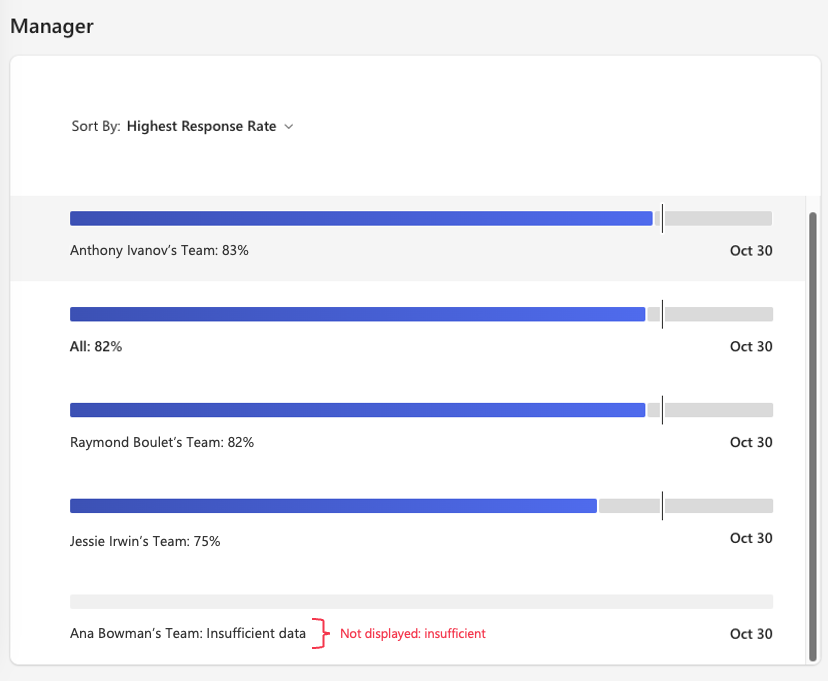 Manager
Sort By: Highest Response Rate
Anthony Ivanov’s Team: 83% Oct 30
All: 82% Oct 30
Raymond Boulet’s Team: 82% Oct 30
Jessie Irwin’s Team: 75% Oct 30
Ana Bowman’s Team: Insufficient data Not displayed: insufficient Oct 30